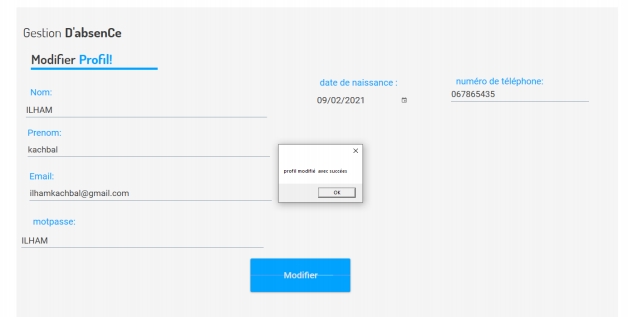 Gestion D'absenCe
Modifier Profil!
Nom:
ILHAM
Prenom:
kachbal
Email:
ilhamkachbal@gmail.com
motpasse:
ILHAM
date de naissance :
09/02/2021
numéro de téléphone:
067865435
profil modifié avec succées
OK
Modifier